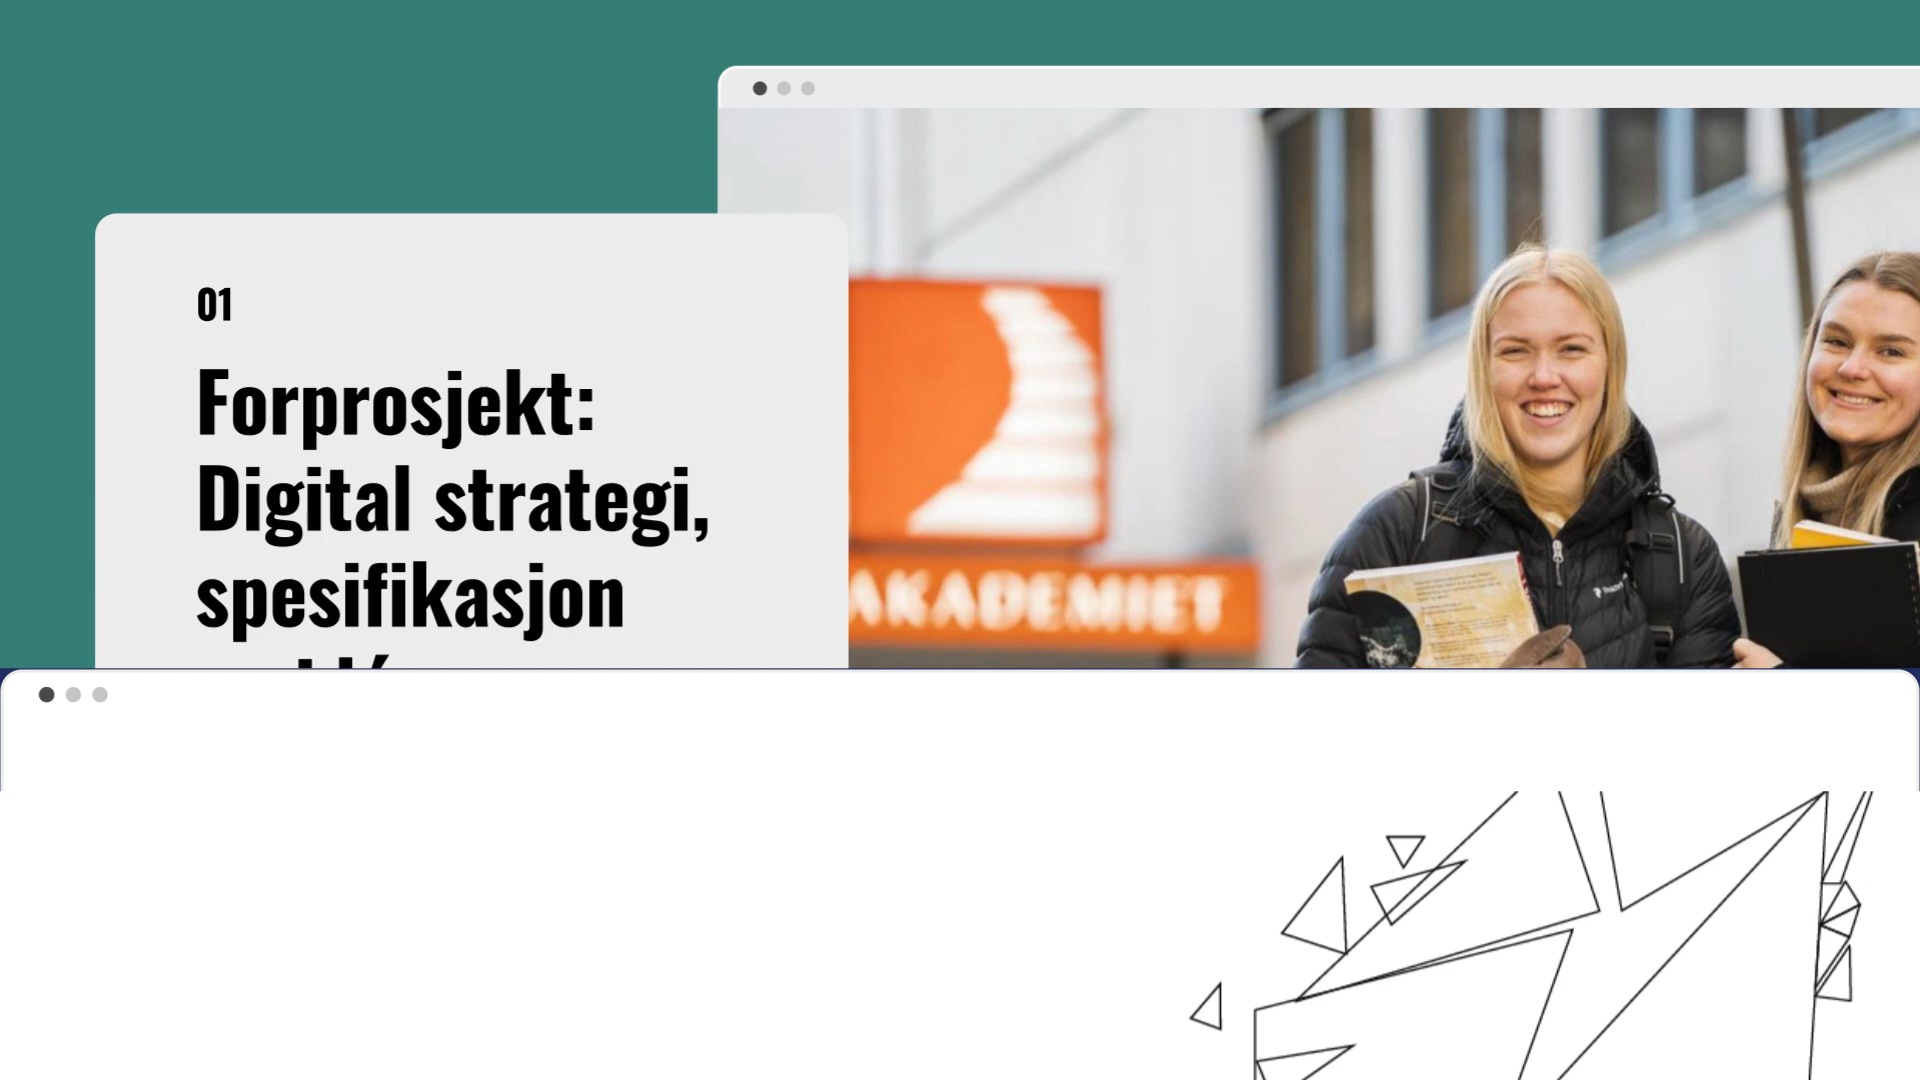 01
Forprosjekt:
Digital strategi,
spesifikasjon
AKADEMIET